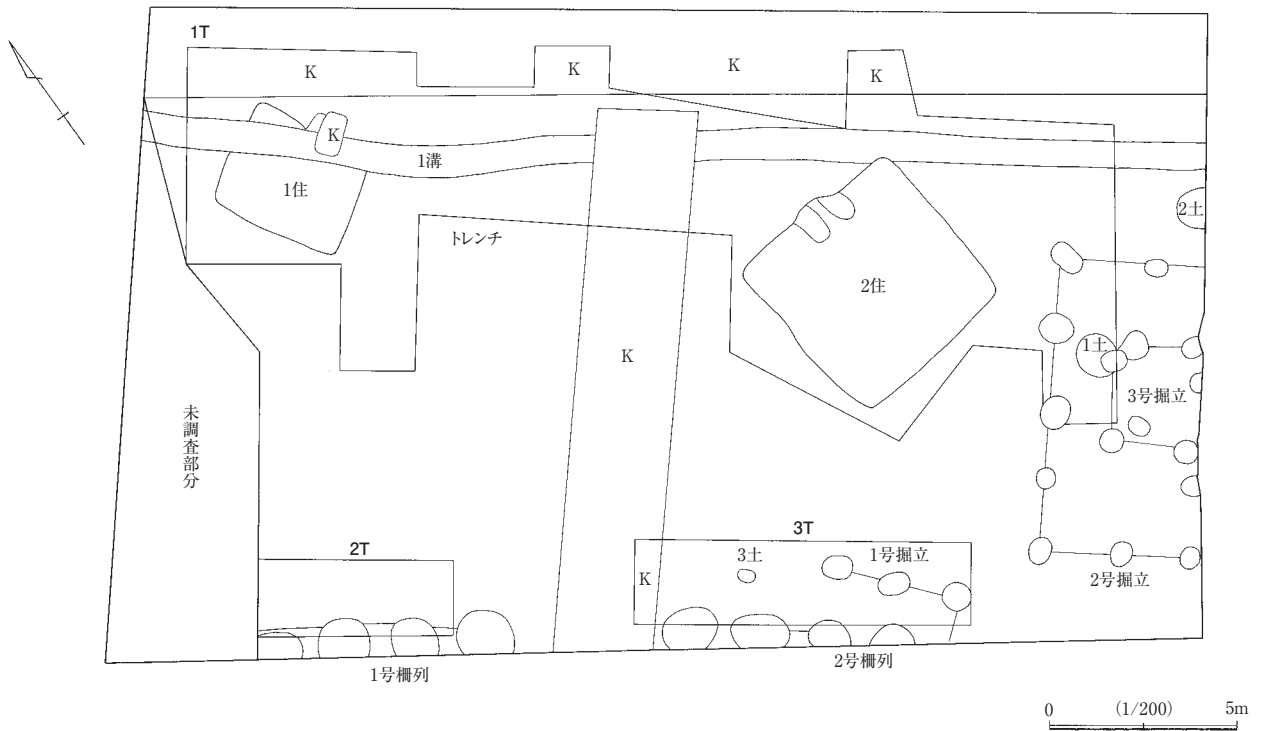 1T
K
K
K
K
K
1溝
1住
2土
トレンチ
2住
1土
K
3号掘立
未調査部分
2T
3T
3土
1号掘立
K
2号掘立
1号柵列
2号柵列
0 (1/200) 5m